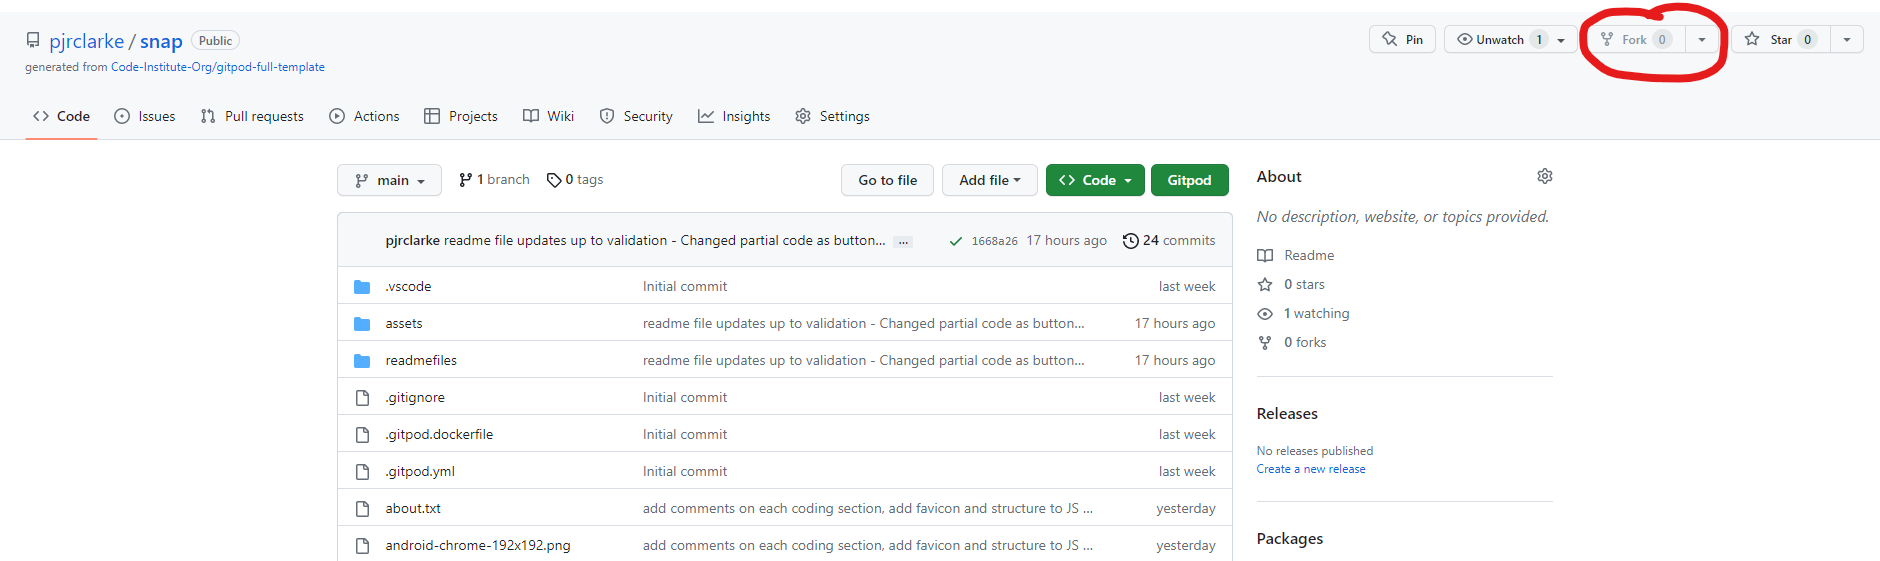 pjrclarke / snap Public
generated from Code-Institute-Org/gitpod-full-template
Pin
Unwatch 1
Fork 0
Star 0
Code Issues Pull requests Actions Projects Wiki Security Insights Settings
main 1 branch 0 tags Go to file Add file Code Gitpod
pjrclarke readme file updates up to validation - Changed partial code as button... ... 1668a26 17 hours ago 24 commits
.vscode Initial commit last week
assets readme file updates up to validation - Changed partial code as button... 17 hours ago
readmefiles readme file updates up to validation - Changed partial code as button... 17 hours ago
.gitignore Initial commit last week
.gitpod.dockerfile Initial commit last week
.gitpod.yml Initial commit last week
about.txt add comments on each coding section, add favicon and structure to JS ... yesterday
android-chrome-192x192.png add comments on each coding section, add favicon and structure to JS ... yesterday
About
No description, website, or topics provided.
Readme
0 stars
1 watching
0 forks
Releases
No releases published
Create a new release
Packages